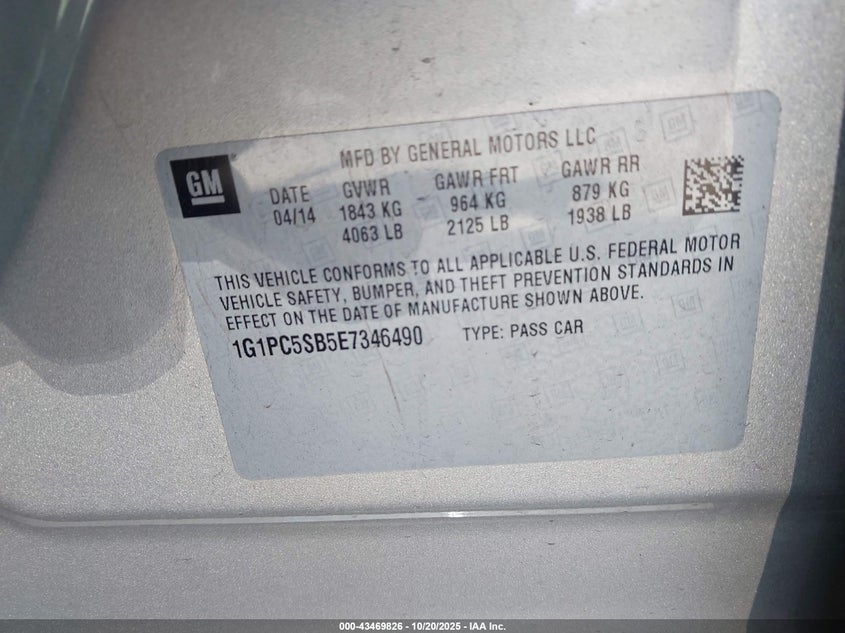 GM
MFD BY GENERAL MOTORS LLC
DATE GVWR GAWR FRT GAWR RR
04/14 1843 KG 964 KG 879 KG
4063 LB 2125 LB 1938 LB
THIS VEHICLE CONFORMS TO ALL APPLICABLE U.S. FEDERAL MOTOR
VEHICLE SAFETY, BUMPER, AND THEFT PREVENTION STANDARDS IN
EFFECT ON THE DATE OF MANUFACTURE SHOWN ABOVE.
1G1PC5SB5E7346490 TYPE: PASS CAR
000-43469826 - 10/20/2025 - IAA Inc.